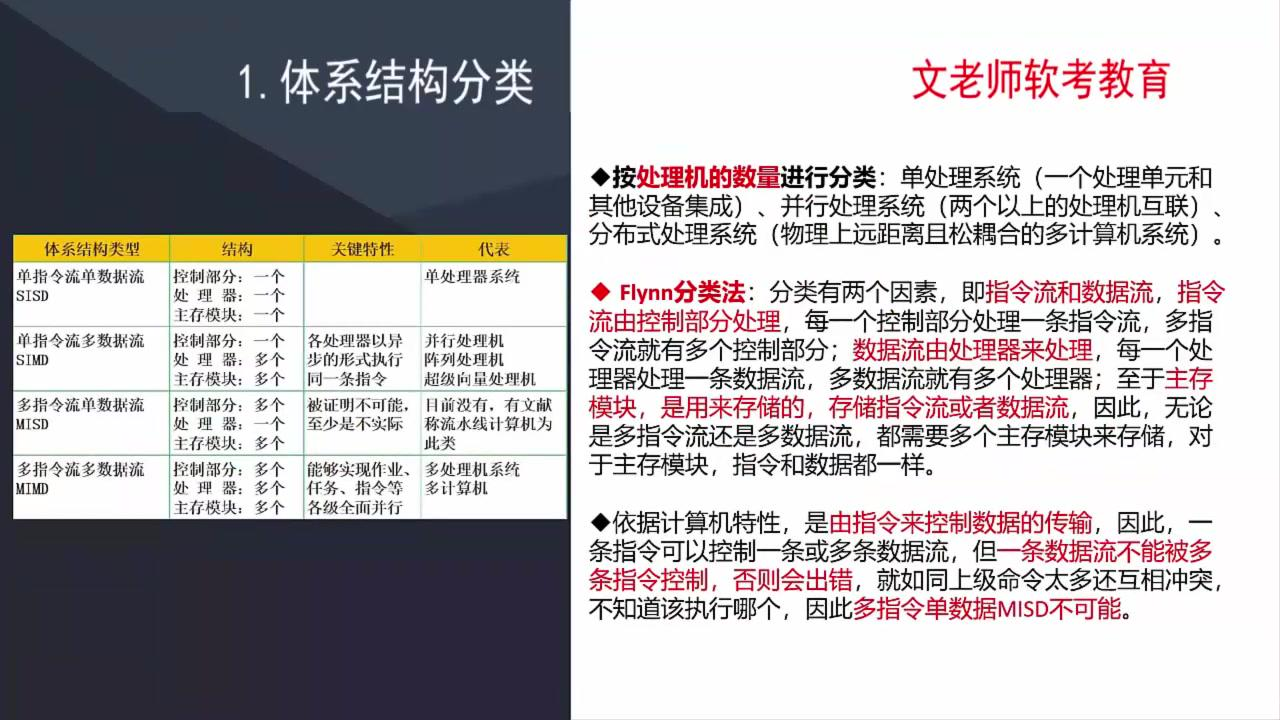 1.体系结构分类
文老师软考教育
体系结构类型 结构 关键特性 代表
单指令流单数据流 控制部分：一个 单处理器系统
SISD 处 理 器：一个
主存模块：一个
单指令流多数据流 控制部分：一个 各处理器以异 并行处理机
SIMD 处 理 器：多个 步的形式执行 阵列处理机
主存模块：多个 同一条指令 超级向量处理机
多指令流单数据流 控制部分：多个 被证明不可能， 目前没有，有文献
MISD 处 理 器：一个 至少是不实际 称流水线计算机为
主存模块：多个 此类
多指令流多数据流 控制部分：多个 能够实现作业、 多处理机系统
MIMD 处 理 器：多个 任务、指令等 多计算机
主存模块：多个 各级全面并行
◆按处理机的数量进行分类：单处理系统（一个处理单元和
其他设备集成）、并行处理系统（两个以上的处理机互联）、
分布式处理系统（物理上远距离且松耦合的多计算机系统）。
◆ Flynn分类法：分类有两个因素，即指令流和数据流，指令
流由控制部分处理，每一个控制部分处理一条指令流，多指
令流就有多个控制部分；数据流由处理器来处理，每一个处
理器处理一条数据流，多数据流就有多个处理器；至于主存
模块，是用来存储的，存储指令流或者数据流，因此，无论
是多指令流还是多数据流，都需要多个主存模块来存储，对
于主存模块，指令和数据都一样。
◆依据计算机特性，是由指令来控制数据的传输，因此，一
条指令可以控制一条或多条数据流，但一条数据流不能被多
条指令控制，否则会出错，就如同上级命令太多还互相冲突，
不知道该执行哪个，因此多指令单数据MISD不可能。